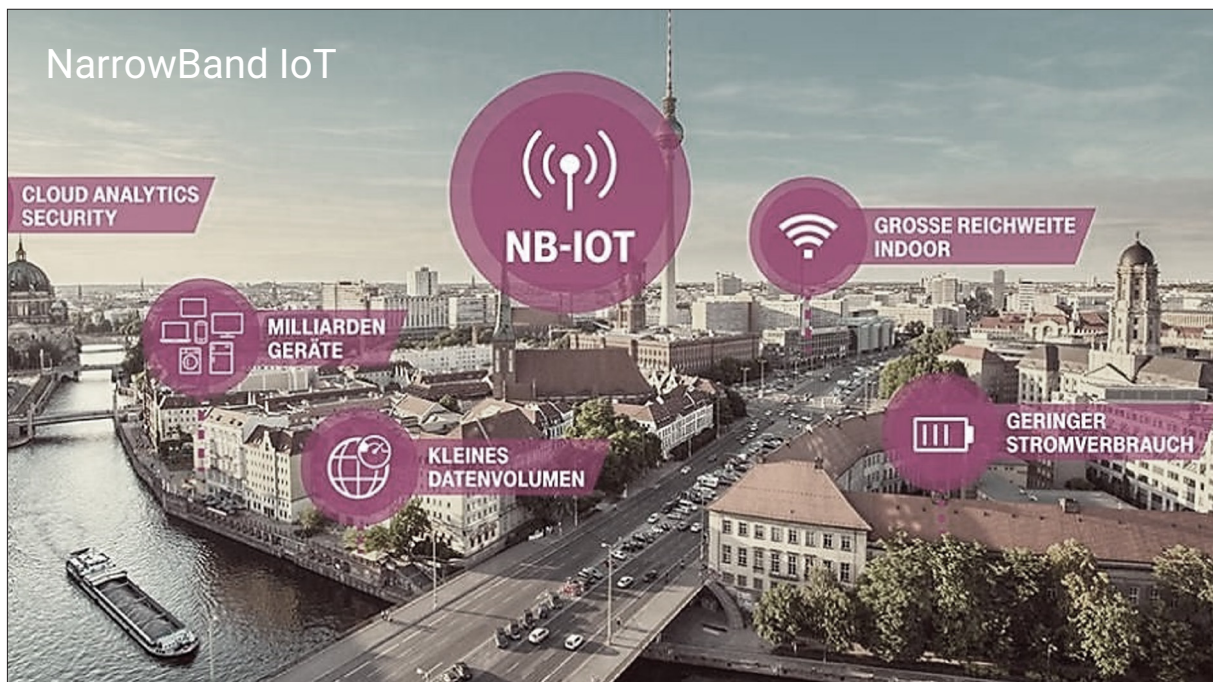 NarrowBand IoT
CLOUD ANALYTICS
SECURITY
NB-IOT
GROSSE REICHWEITE
INDOOR
MILLIARDEN
GERÄTE
KLEINES
DATENVOLUMEN
GERINGER
STROMVERBRAUCH